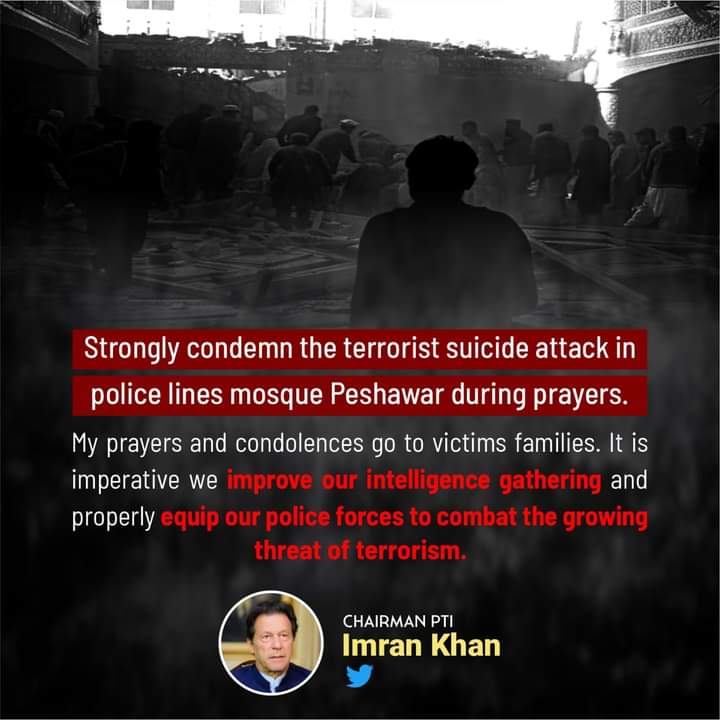 Strongly condemn the terrorist suicide attack in
police lines mosque Peshawar during prayers.
My prayers and condolences go to victims families. It is
imperative we improve our intelligence gathering and
properly equip our police forces to combat the growing
threat of terrorism.
CHAIRMAN PTI
Imran Khan